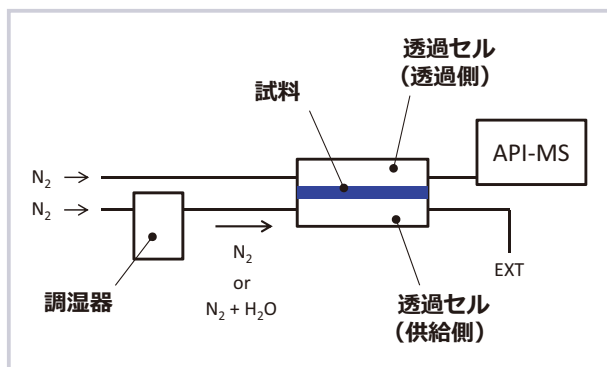 透過セル
(透過側)
試料
API-MS
N₂
N₂
N₂
or
N₂ + H₂O
EXT
調湿器
透過セル
(供給側)